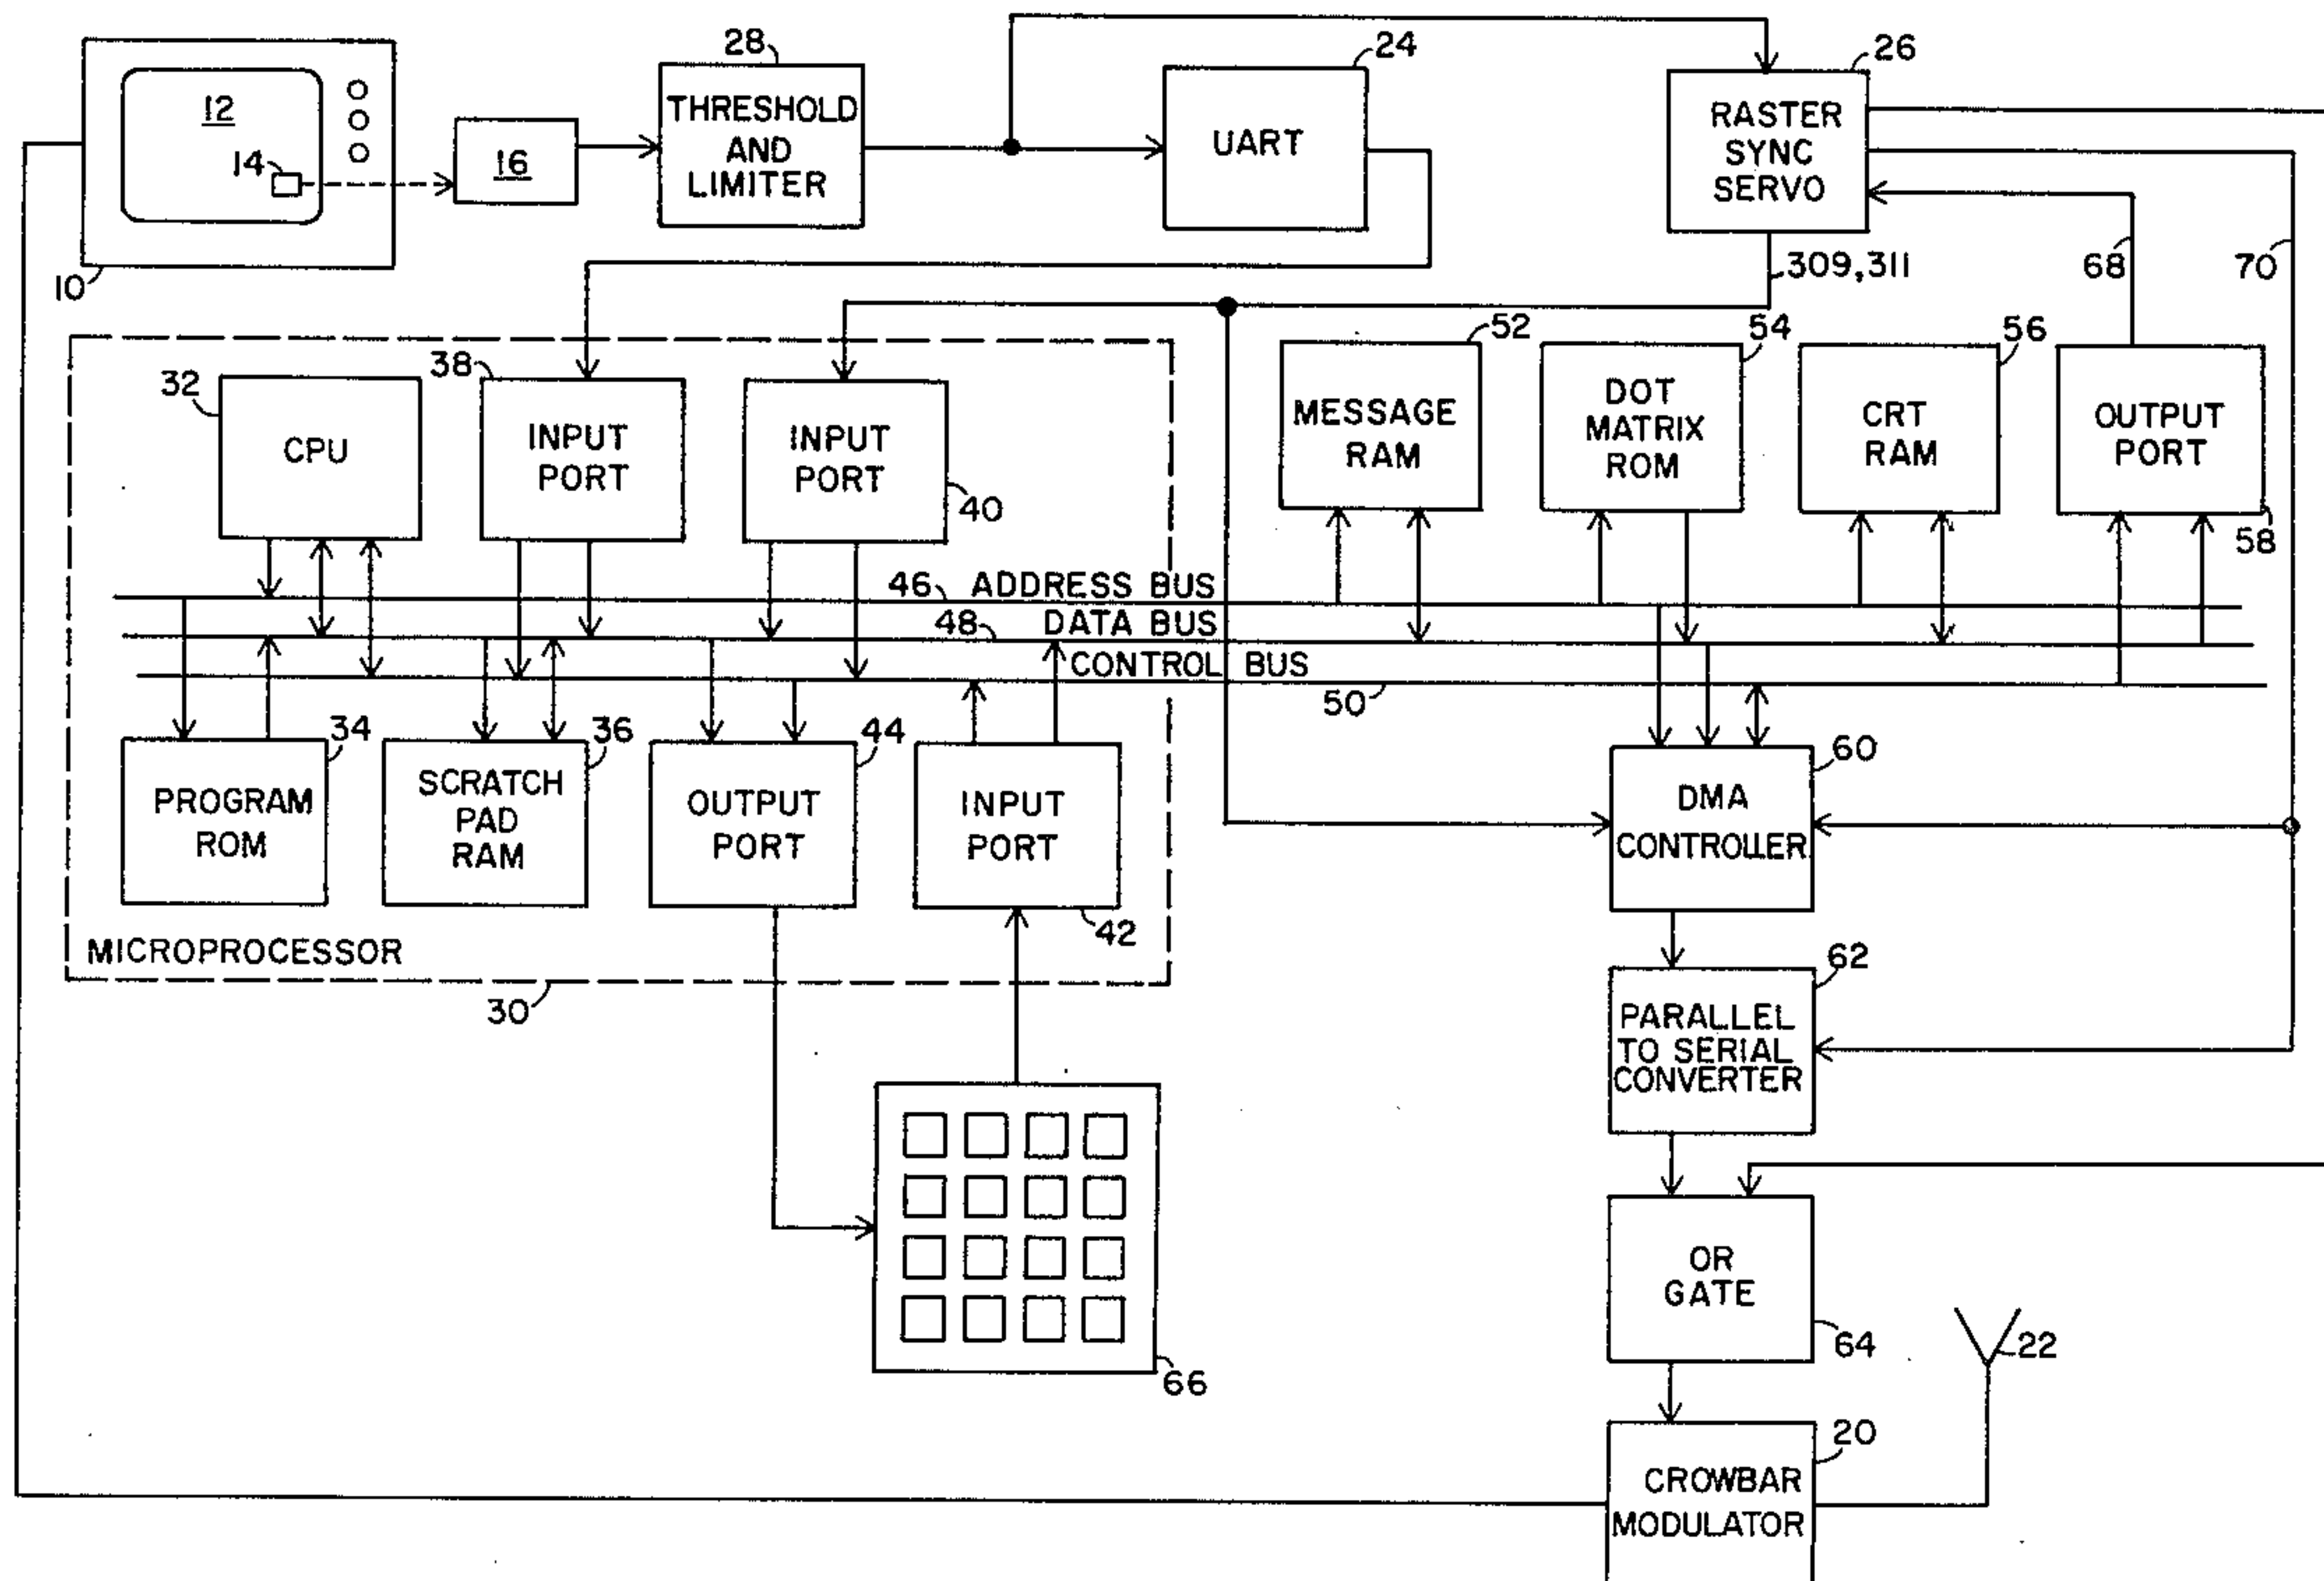 28
24
26
12
14
16
10
THRESHOLD
AND
LIMITER
UART
RASTER
SYNC
SERVO
309,311
68
70
32
CPU
38
INPUT
PORT
INPUT
PORT
40
52
MESSAGE
RAM
54
DOT
MATRIX
ROM
56
CRT
RAM
OUTPUT
PORT
58
46 ADDRESS BUS
48 DATA BUS
CONTROL BUS
50
34
PROGRAM
ROM
36
SCRATCH
PAD
RAM
44
OUTPUT
PORT
INPUT
PORT
42
60
DMA
CONTROLLER
MICROPROCESSOR
30
62
PARALLEL
TO SERIAL
CONVERTER
66
OR
GATE
64
22
20
CROWBAR
MODULATOR